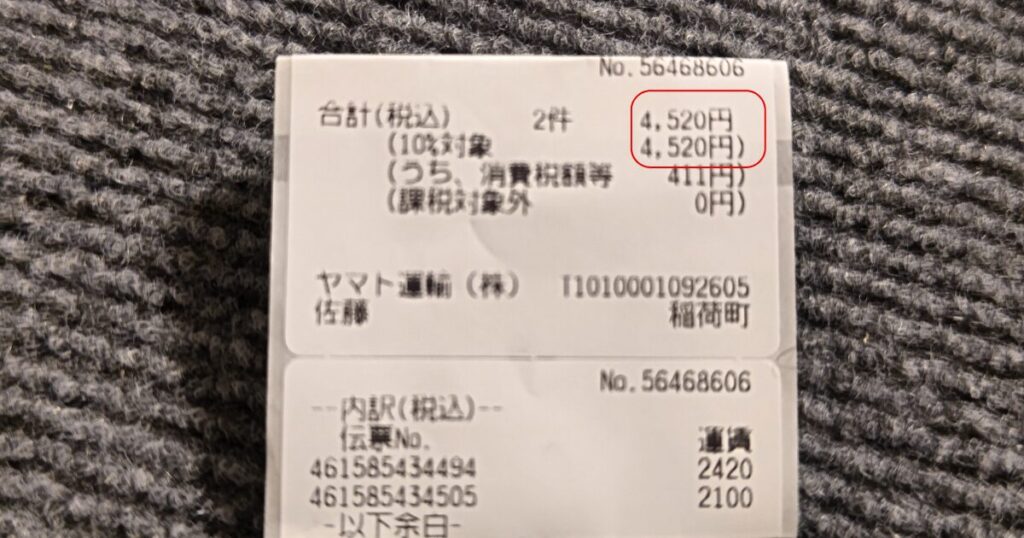 No.56468606
合計(税込) 2件 4,520円
(10%対象 4,520円)
(うち、消費税額等 411円)
(課税対象外 0円)
ヤマト運輸(株) T1010001092605
佐藤 稲荷町
No.56468606
--内訳(税込)--
伝票No. 運賃
461585434494 2420
461585434505 2100
-以下余白-